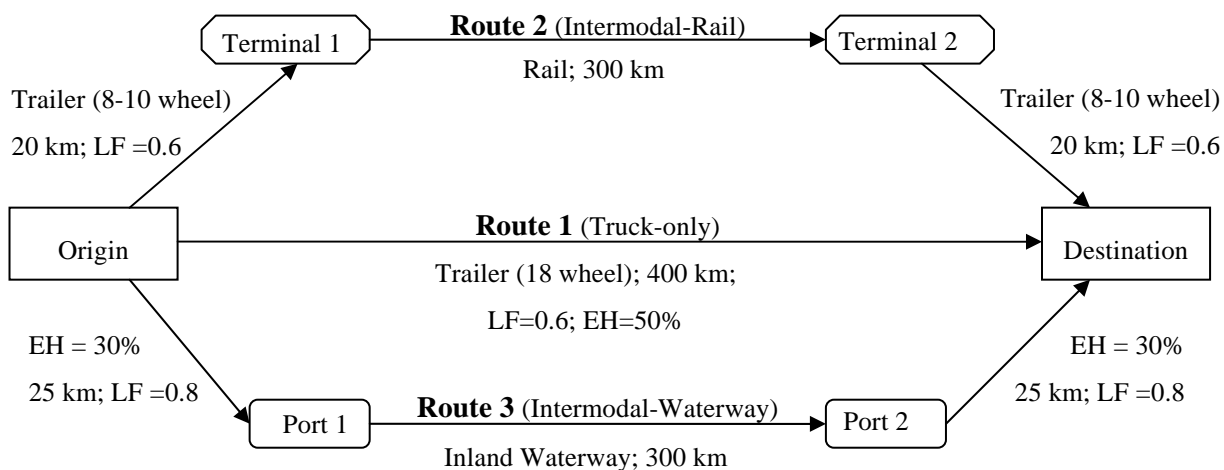 Terminal 1
Route 2 (Intermodal-Rail)
Terminal 2
Rail; 300 km
Trailer (8-10 wheel)
20 km; LF =0.6
Trailer (8-10 wheel)
20 km; LF =0.6
Origin
Route 1 (Truck-only)
Destination
Trailer (18 wheel); 400 km;
LF=0.6; EH=50%
EH = 30%
25 km; LF =0.8
EH = 30%
25 km; LF =0.8
Port 1
Route 3 (Intermodal-Waterway)
Port 2
Inland Waterway; 300 km